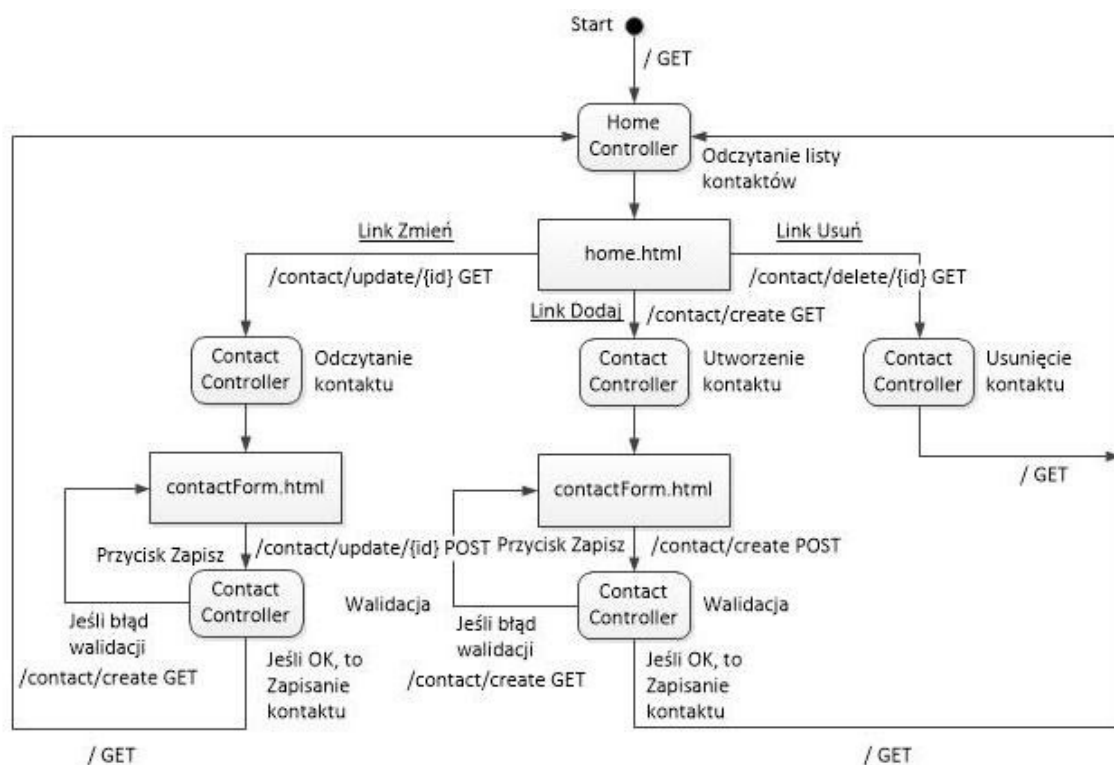 Start
/ GET
Home
Controller
Odczytanie listy
kontaktów
Link Zmień
home.html
Link Usuń
/contact/update/{id} GET
/contact/delete/{id} GET
Link Dodaj
/contact/create GET
Contact
Controller
Odczytanie
kontaktu
Contact
Controller
Utworzenie
kontaktu
Contact
Controller
Usunięcie
kontaktu
/ GET
contactForm.html
contactForm.html
Przycisk Zapisz
/contact/update/{id} POST
Przycisk Zapisz
/contact/create POST
Contact
Controller
Walidacja
Contact
Controller
Walidacja
Jeśli błąd
walidacji
/contact/create GET
Jeśli OK, to
Zapisanie
kontaktu
Jeśli błąd
walidacji
/contact/create GET
Jeśli OK, to
Zapisanie
kontaktu
/ GET
/ GET